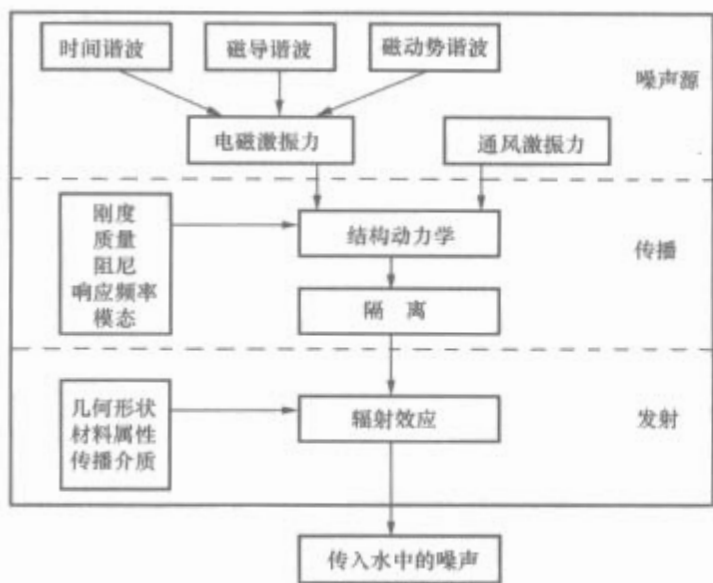 时间谐波
磁导谐波
磁动势谐波
噪声源
电磁激振力
通风激振力
刚度
质量
阻尼
响应频率
模态
结构动力学
传播
隔 离
几何形状
材料属性
传播介质
辐射效应
发射
传入水中的噪声